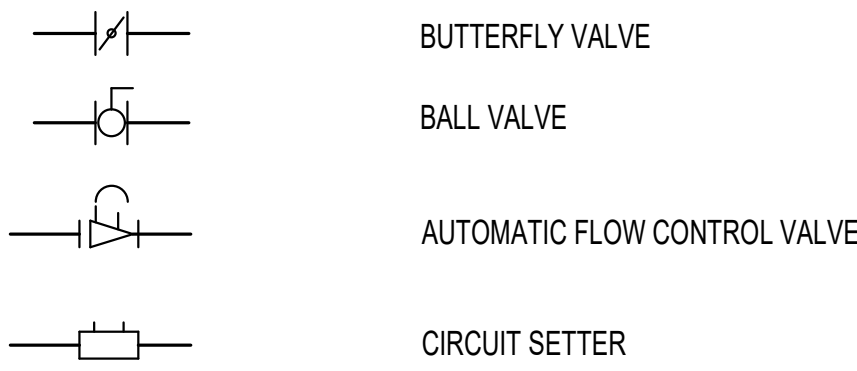 BUTTERFLY VALVE
BALL VALVE
AUTOMATIC FLOW CONTROL VALVE
CIRCUIT SETTER